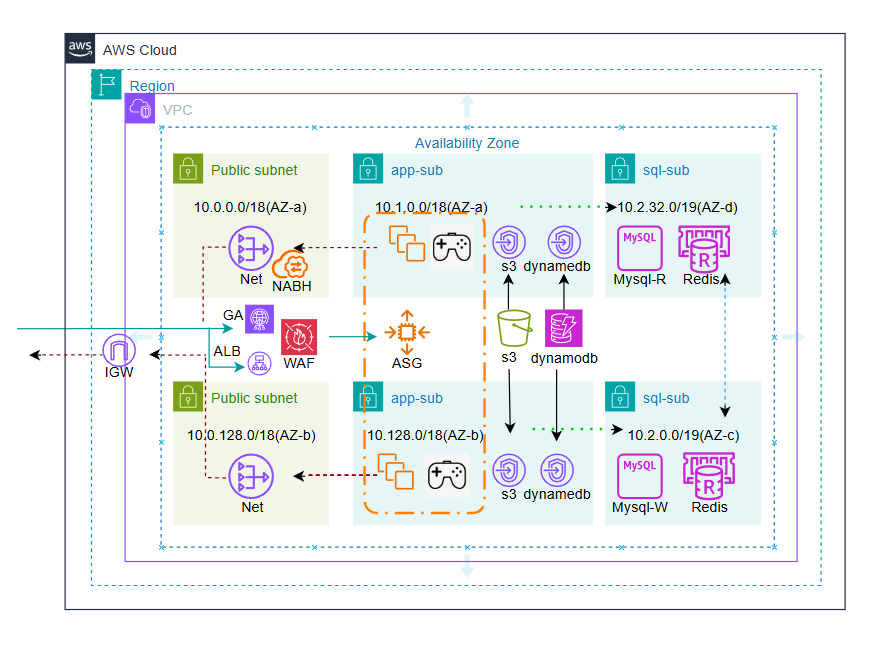 aws
AWS Cloud
Region
VPC
Availability Zone
Public subnet
app-sub
sql-sub
10.0.0.0/18(AZ-a)
10.1.0.0/18(AZ-a)
10.2.32.0/19(AZ-d)
MySQL
R
Net
NABH
s3
dynamedb
Mysql-R
Redis
GA
ALB
WAF
ASG
s3
dynamodb
IGW
Public subnet
app-sub
sql-sub
10.0.128.0/18(AZ-b)
10.128.0/18(AZ-b)
10.2.0.0/19(AZ-c)
MySQL
R
Net
s3
dynamedb
Mysql-W
Redis